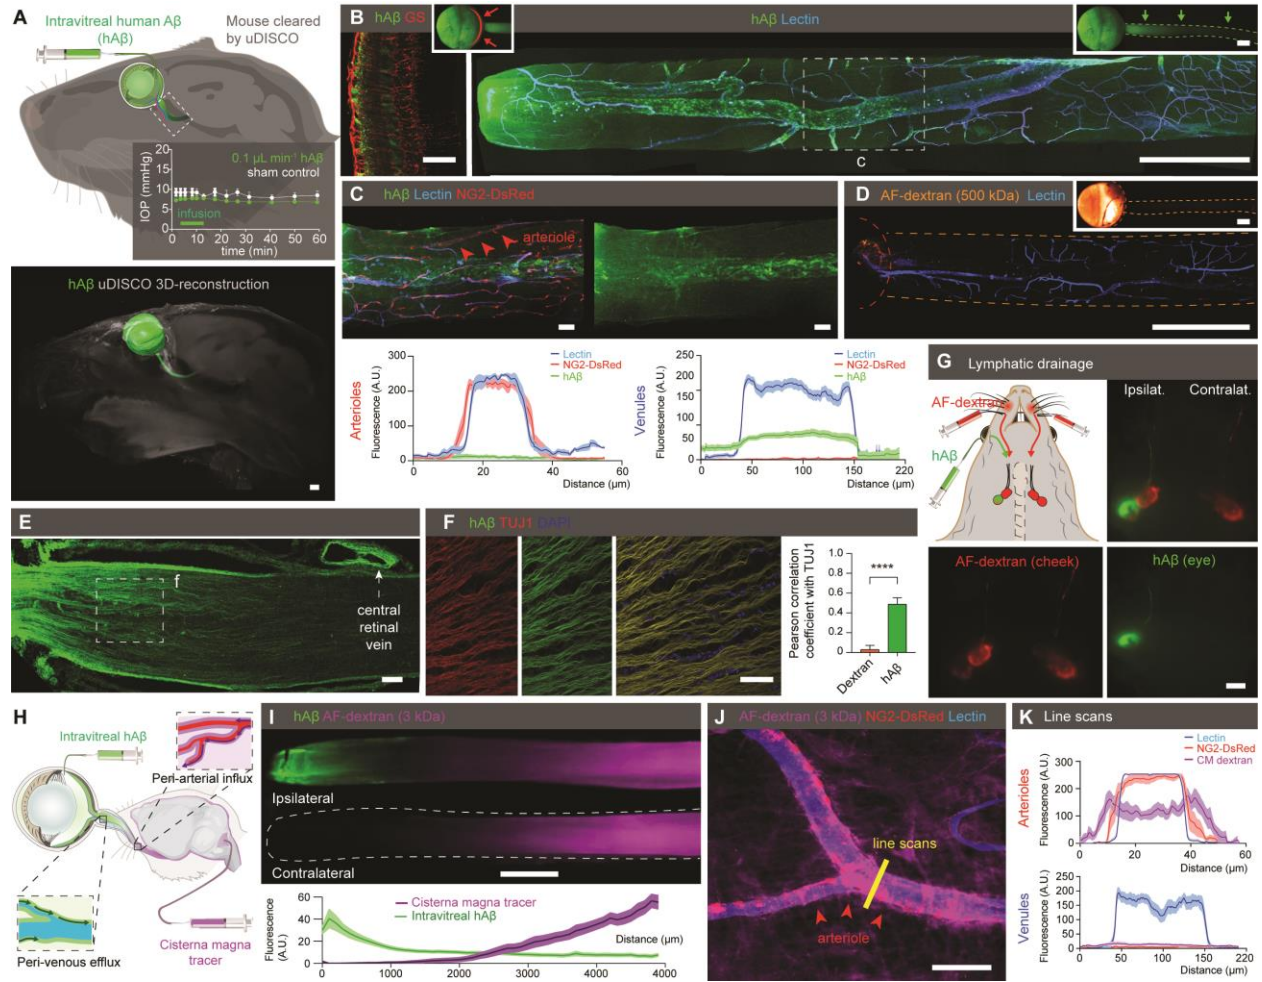 A
Intravitreal human Aβ
(hAβ)
Mouse cleared
by uDISCO
0.1 µL min⁻¹ hAβ
sham control
IOP (mmHg)
20
15
10
5
0
infusion
0 10 20 30 40 50 60
time (min)
hAβ uDISCO 3D-reconstruction
B hAβ GS
hAβ Lectin
c
C hAβ Lectin NG2-DsRed
arteriole
Arterioles
Fluorescence (A.U.)
300
200
100
0
Lectin
NG2-DsRed
hAβ
0 20 40 60
Distance (µm)
Venules
Fluorescence (A.U.)
250
200
150
100
50
0
Lectin
NG2-DsRed
hAβ
0 50 100 150 220
Distance (µm)
D AF-dextran (500 kDa) Lectin
E
f
central
retinal
vein
F hAβ TUJ1 DAPI
Pearson correlation
coefficient with TUJ1
1.0
0.8
0.6
0.4
0.2
0
****
Dextran
hAβ
G Lymphatic drainage
AF-dextran
hAβ
Ipsilat.
Contralat.
AF-dextran (cheek)
hAβ (eye)
H
Intravitreal hAβ
Peri-arterial influx
Peri-venous efflux
Cisterna magna
tracer
I hAβ AF-dextran (3 kDa)
Ipsilateral
Contralateral
Fluorescence
(A.U.)
60
40
20
0
Cisterna magna tracer
Intravitreal hAβ
Distance (µm)
0 1000 2000 3000 4000
J AF-dextran (3 kDa) NG2-DsRed Lectin
line scans
arteriole
K Line scans
Lectin
NG2-DsRed
CM dextran
Arterioles
Fluorescence (A.U.)
300
200
100
0
0 20 40 60
Distance (µm)
Venules
Fluorescence (A.U.)
250
200
150
100
50
0
0 50 100 150 220
Distance (µm)